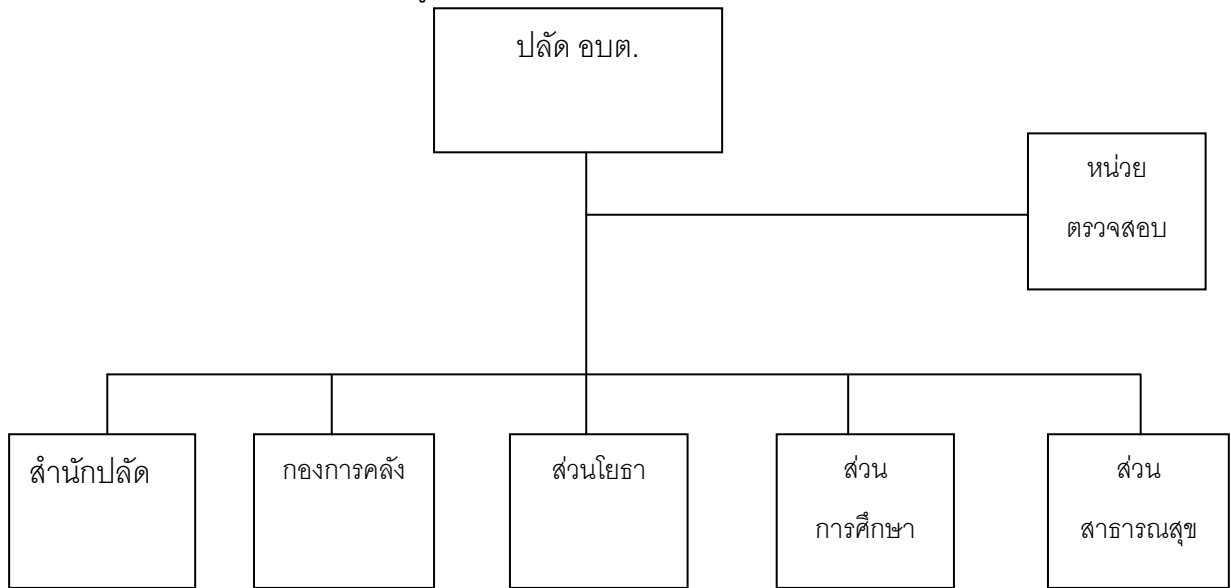 ปลัด อบต.
หน่วย
ตรวจสอบ
สำนักปลัด
กองการคลัง
ส่วนโยธา
ส่วน
การศึกษา
ส่วน
สาธารณสุข